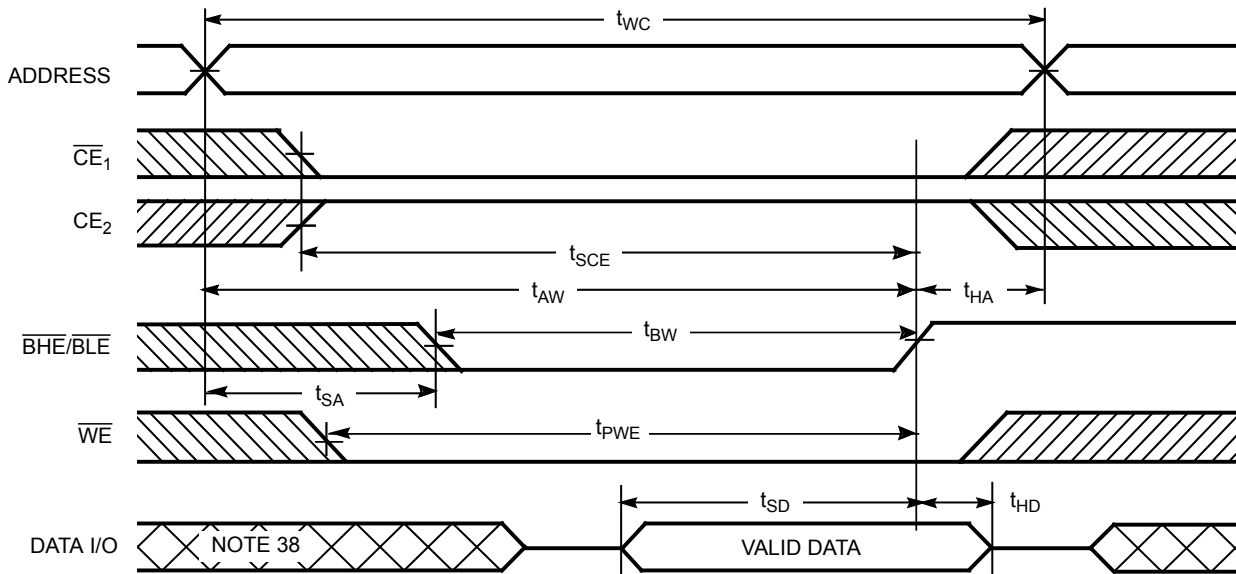 tWC
ADDRESS
CE1
CE2
tSCE
tAW
tHA
BHE/BLE
tBW
tSA
WE
tPWE
tSD
tHD
DATA I/O
NOTE 38
VALID DATA